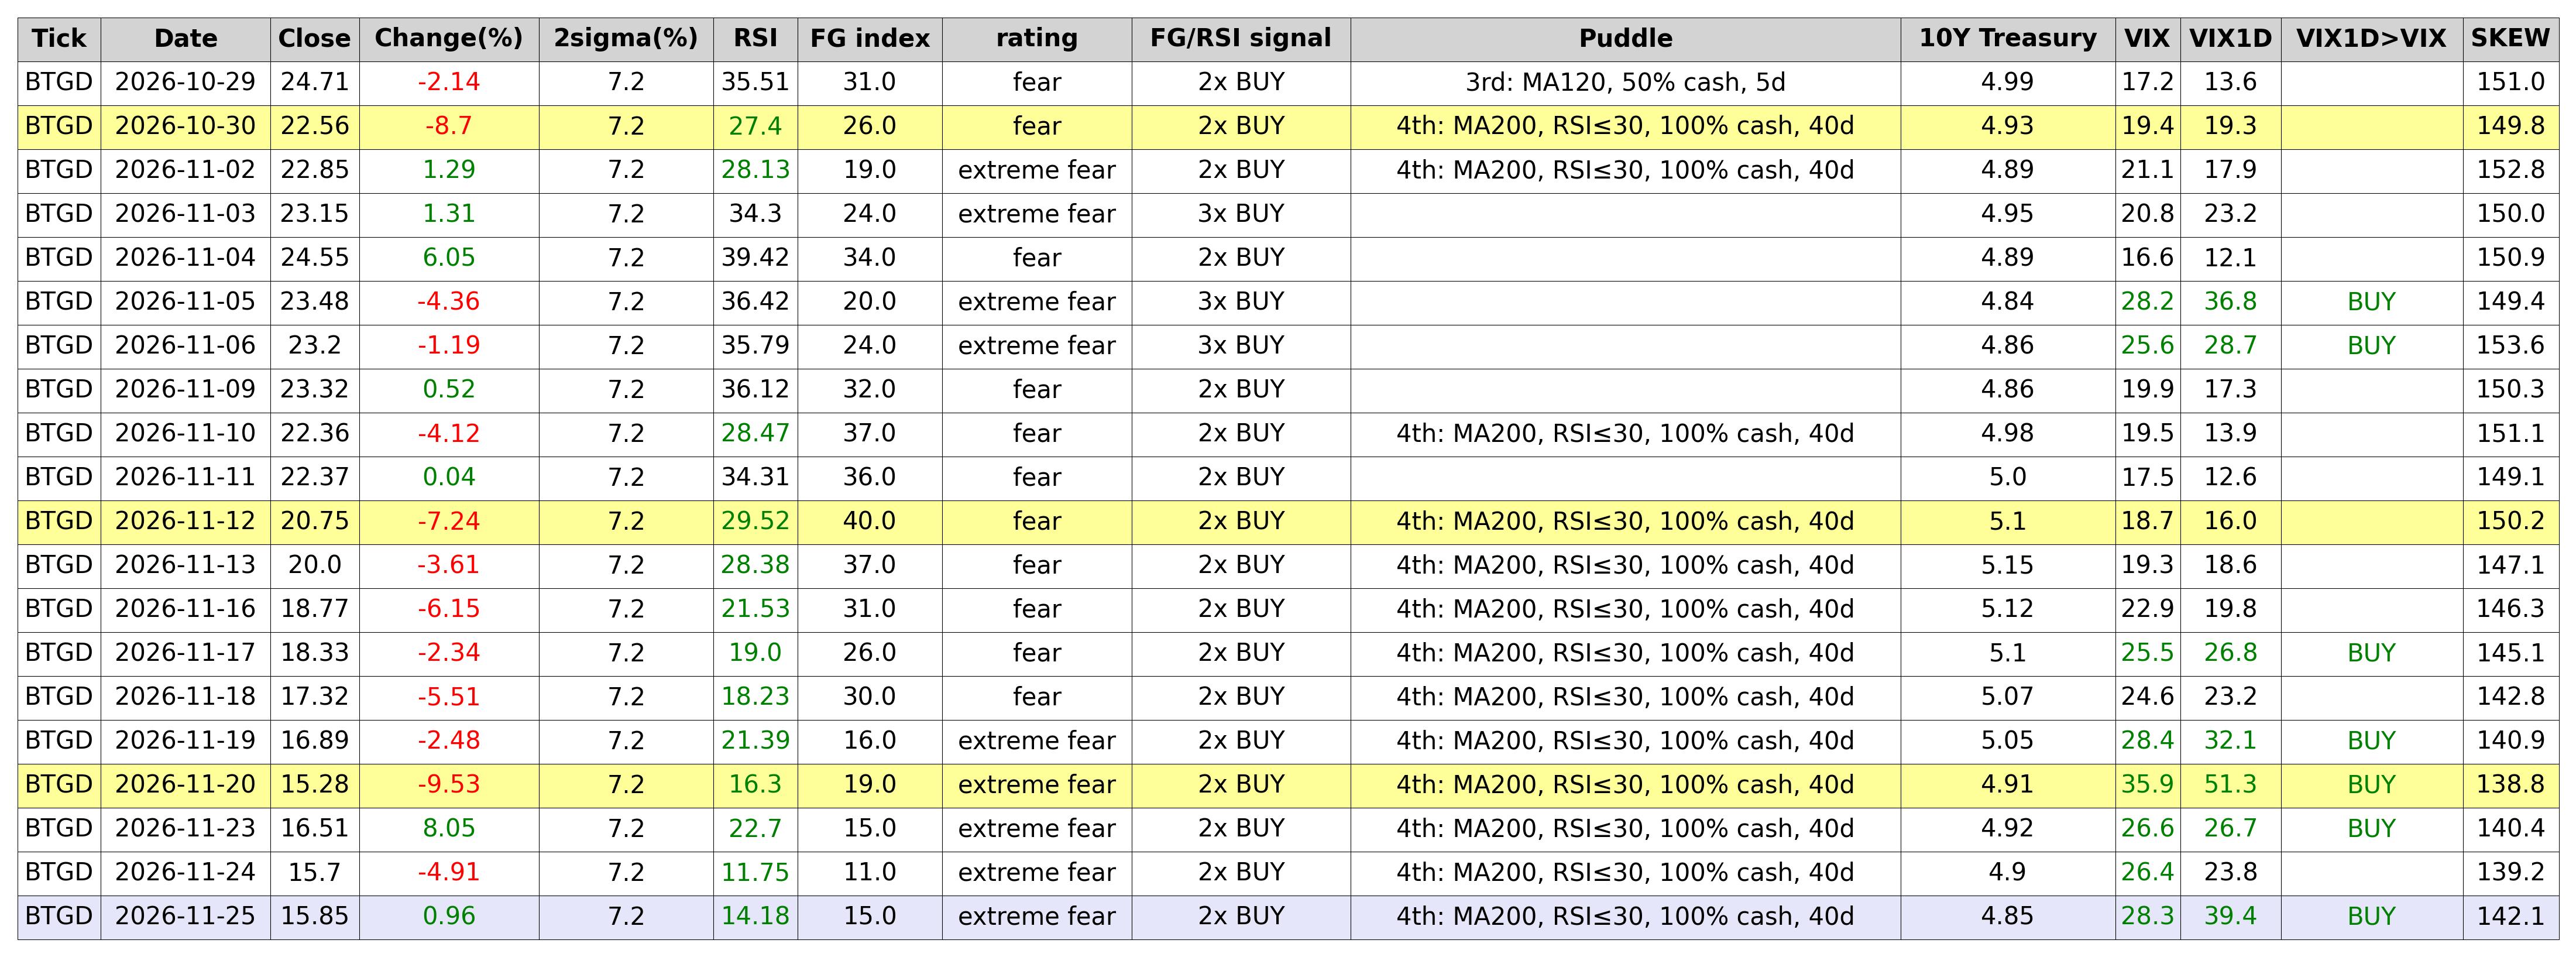 Tick Date Close Change(%) 2sigma(%) RSI FG index rating FG/RSI signal Puddle 10Y Treasury VIX VIX1D VIX1D>VIX SKEW
BTGD 2026-10-29 24.71 -2.14 7.2 35.51 31.0 fear 2x BUY 3rd: MA120, 50% cash, 5d 4.99 17.2 13.6 151.0
BTGD 2026-10-30 22.56 -8.7 7.2 27.4 26.0 fear 2x BUY 4th: MA200, RSI≤30, 100% cash, 40d 4.93 19.4 19.3 149.8
BTGD 2026-11-02 22.85 1.29 7.2 28.13 19.0 extreme fear 2x BUY 4th: MA200, RSI≤30, 100% cash, 40d 4.89 21.1 17.9 152.8
BTGD 2026-11-03 23.15 1.31 7.2 34.3 24.0 extreme fear 3x BUY 4.95 20.8 23.2 150.0
BTGD 2026-11-04 24.55 6.05 7.2 39.42 34.0 fear 2x BUY 4.89 16.6 12.1 150.9
BTGD 2026-11-05 23.48 -4.36 7.2 36.42 20.0 extreme fear 3x BUY 4.84 28.2 36.8 BUY 149.4
BTGD 2026-11-06 23.2 -1.19 7.2 35.79 24.0 extreme fear 3x BUY 4.86 25.6 28.7 BUY 153.6
BTGD 2026-11-09 23.32 0.52 7.2 36.12 32.0 fear 2x BUY 4.86 19.9 17.3 150.3
BTGD 2026-11-10 22.36 -4.12 7.2 28.47 37.0 fear 2x BUY 4th: MA200, RSI≤30, 100% cash, 40d 4.98 19.5 13.9 151.1
BTGD 2026-11-11 22.37 0.04 7.2 34.31 36.0 fear 2x BUY 5.0 17.5 12.6 149.1
BTGD 2026-11-12 20.75 -7.24 7.2 29.52 40.0 fear 2x BUY 4th: MA200, RSI≤30, 100% cash, 40d 5.1 18.7 16.0 150.2
BTGD 2026-11-13 20.0 -3.61 7.2 28.38 37.0 fear 2x BUY 4th: MA200, RSI≤30, 100% cash, 40d 5.15 19.3 18.6 147.1
BTGD 2026-11-16 18.77 -6.15 7.2 21.53 31.0 fear 2x BUY 4th: MA200, RSI≤30, 100% cash, 40d 5.12 22.9 19.8 146.3
BTGD 2026-11-17 18.33 -2.34 7.2 19.0 26.0 fear 2x BUY 4th: MA200, RSI≤30, 100% cash, 40d 5.1 25.5 26.8 BUY 145.1
BTGD 2026-11-18 17.32 -5.51 7.2 18.23 30.0 fear 2x BUY 4th: MA200, RSI≤30, 100% cash, 40d 5.07 24.6 23.2 142.8
BTGD 2026-11-19 16.89 -2.48 7.2 21.39 16.0 extreme fear 2x BUY 4th: MA200, RSI≤30, 100% cash, 40d 5.05 28.4 32.1 BUY 140.9
BTGD 2026-11-20 15.28 -9.53 7.2 16.3 19.0 extreme fear 2x BUY 4th: MA200, RSI≤30, 100% cash, 40d 4.91 35.9 51.3 BUY 138.8
BTGD 2026-11-23 16.51 8.05 7.2 22.7 15.0 extreme fear 2x BUY 4th: MA200, RSI≤30, 100% cash, 40d 4.92 26.6 26.7 BUY 140.4
BTGD 2026-11-24 15.7 -4.91 7.2 11.75 11.0 extreme fear 2x BUY 4th: MA200, RSI≤30, 100% cash, 40d 4.9 26.4 23.8 139.2
BTGD 2026-11-25 15.85 0.96 7.2 14.18 15.0 extreme fear 2x BUY 4th: MA200, RSI≤30, 100% cash, 40d 4.85 28.3 39.4 BUY 142.1